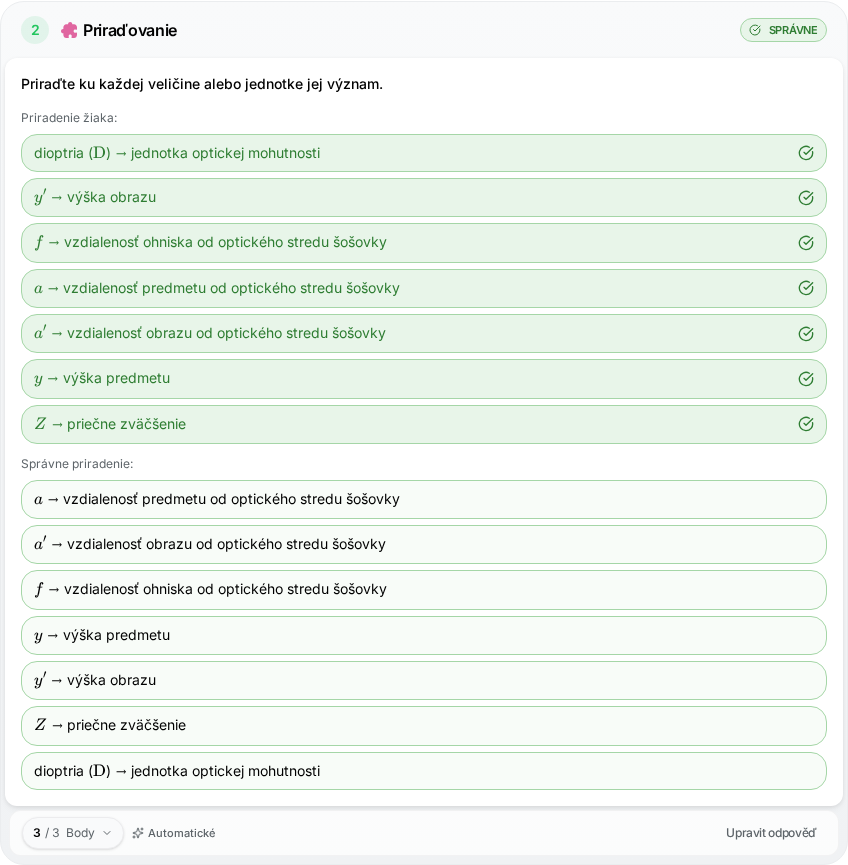 2 Priraďovanie SPRÁVNE
Priraďte ku každej veličine alebo jednotke jej význam.
Priradenie žiaka:
dioptria (D) → jednotka optickej mohutnosti
y′ → výška obrazu
f → vzdialenosť ohniska od optického stredu šošovky
a → vzdialenosť predmetu od optického stredu šošovky
a′ → vzdialenosť obrazu od optického stredu šošovky
y → výška predmetu
Z → priečne zväčšenie
Správne priradenie:
a → vzdialenosť predmetu od optického stredu šošovky
a′ → vzdialenosť obrazu od optického stredu šošovky
f → vzdialenosť ohniska od optického stredu šošovky
y → výška predmetu
y′ → výška obrazu
Z → priečne zväčšenie
dioptria (D) → jednotka optickej mohutnosti
3 / 3 Body Automatické Upravit odpověď